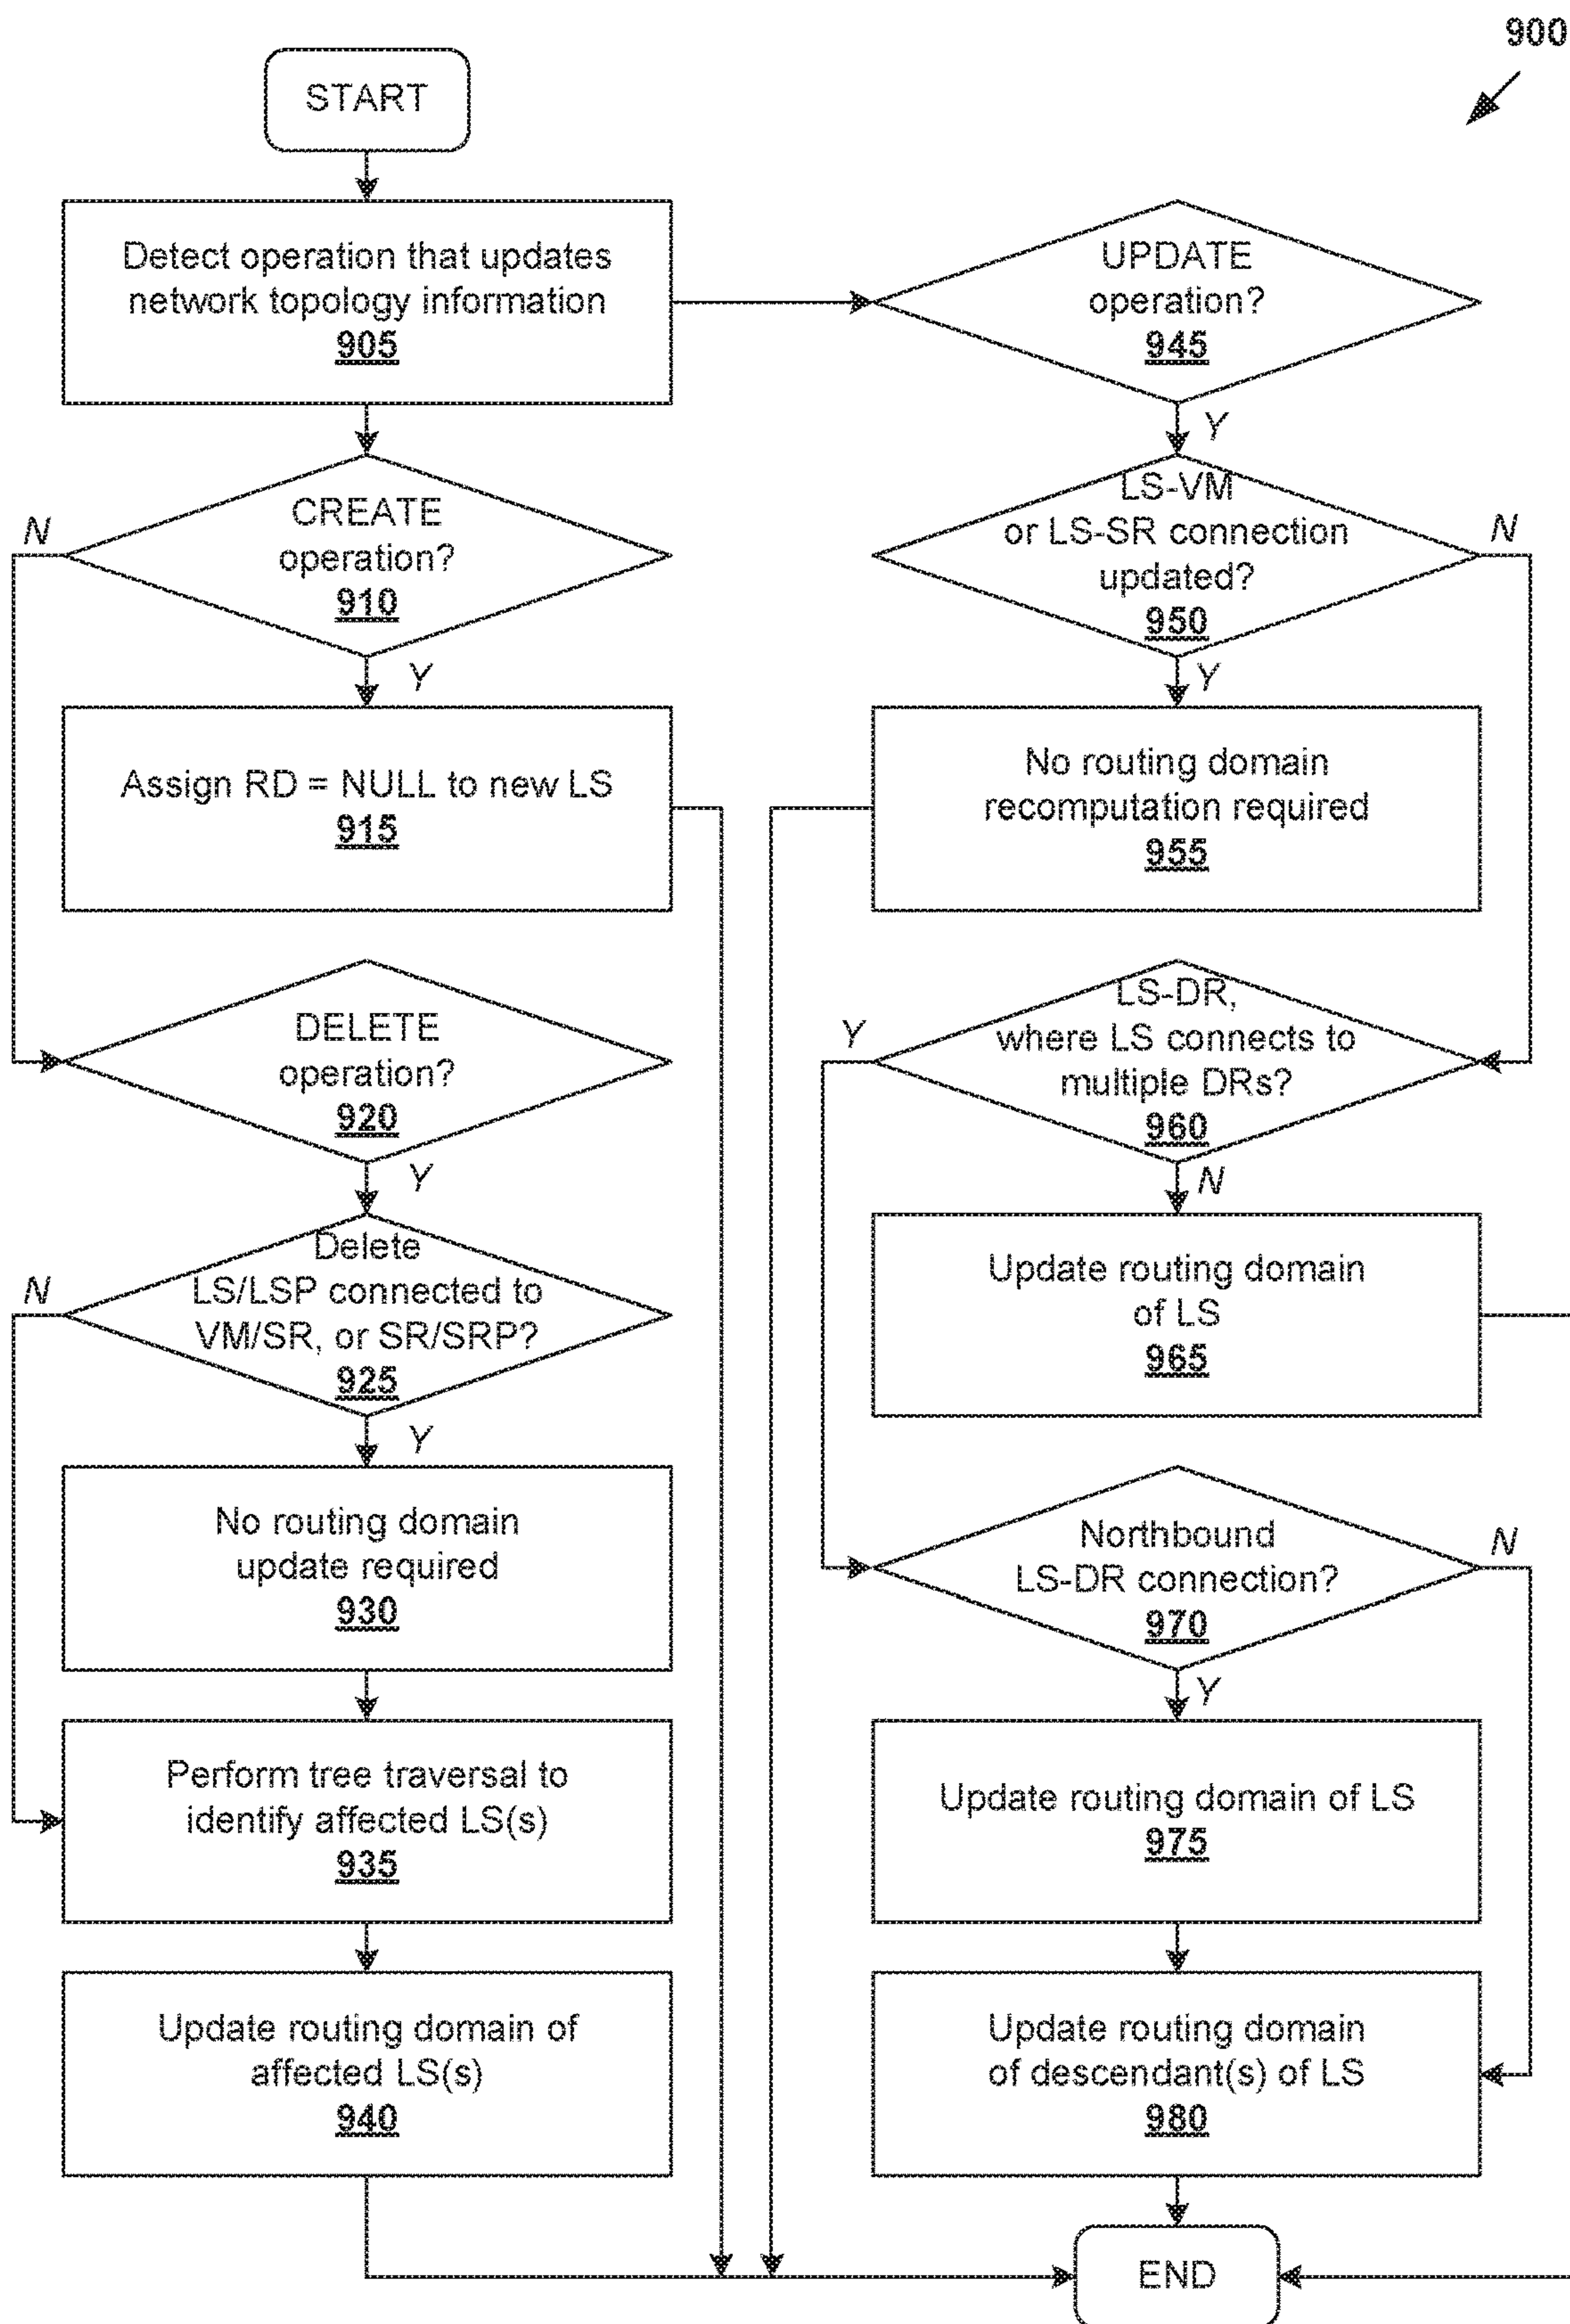 900
START
Detect operation that updates
network topology information
905
CREATE
operation?
910
N
Y
Assign RD = NULL to new LS
915
DELETE
operation?
920
Y
Delete
LS/LSP connected to
VM/SR, or SR/SRP?
925
N
Y
No routing domain
update required
930
Perform tree traversal to
identify affected LS(s)
935
Update routing domain of
affected LS(s)
940
UPDATE
operation?
945
Y
LS-VM
or LS-SR connection
updated?
950
N
Y
No routing domain
recomputation required
955
LS-DR,
where LS connects to
multiple DRs?
960
Y
N
Update routing domain
of LS
965
Northbound
LS-DR connection?
970
N
Y
Update routing domain of LS
975
Update routing domain
of descendant(s) of LS
980
END